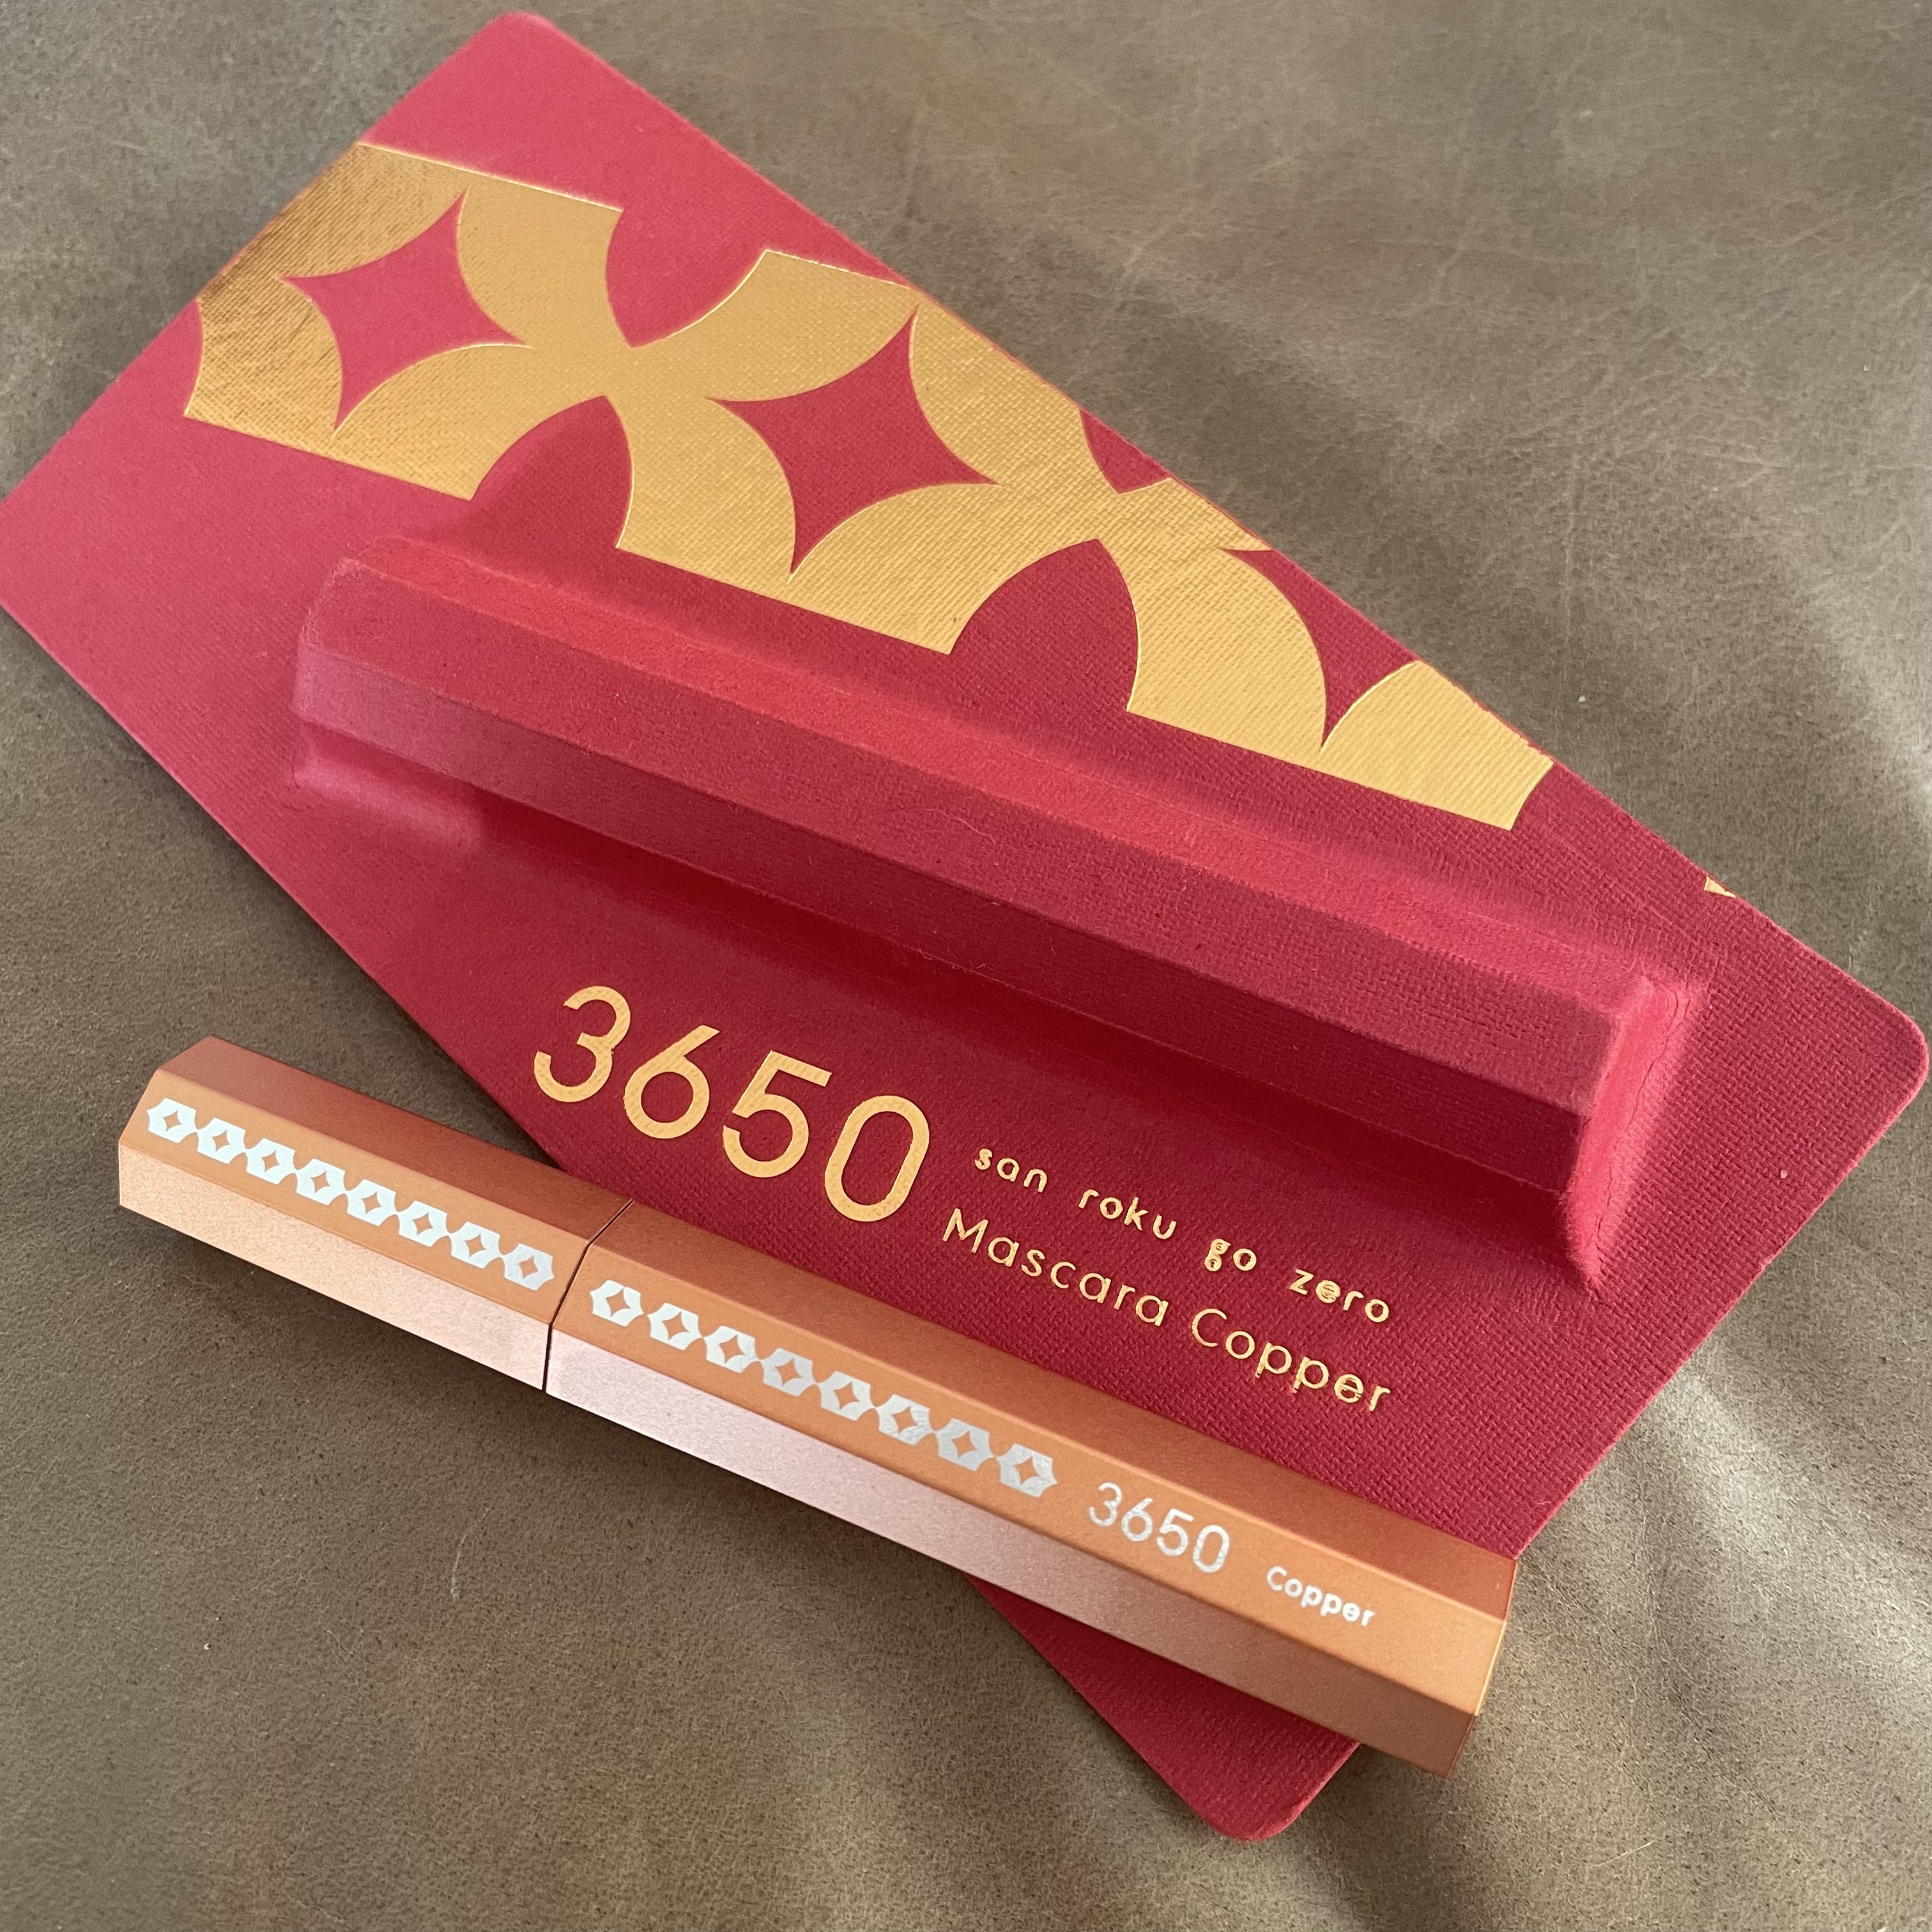 3650
san roku go zero
Mascara Copper
3650 Copper